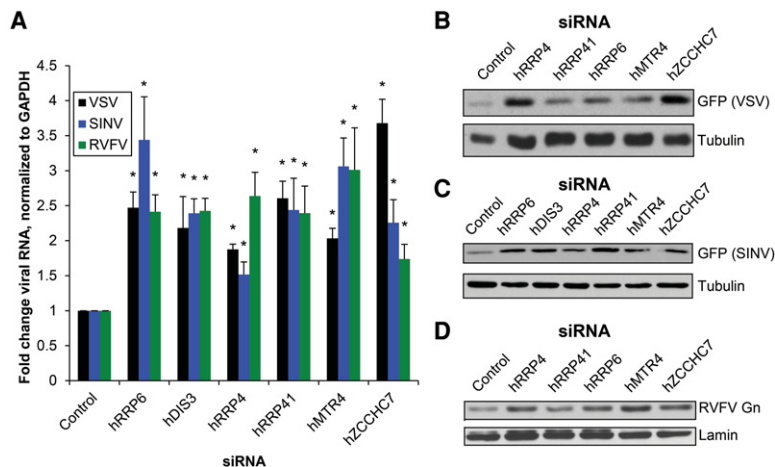 A
Fold change viral RNA, normalized to GAPDH
4.5
4
3.5
3
2.5
2
1.5
1
0.5
0
VSV
SINV
RVFV
* * * * * * * * * * * * * * * * * *
Control hRRP6 hDIS3 hRRP4 hRRP41 hMTR4 hZCCHC7
siRNA
B
siRNA
Control hRRP4 hRRP41 hRRP6 hMTR4 hZCCHC7
GFP (VSV)
Tubulin
C
siRNA
Control hRRP6 hDIS3 hRRP4 hRRP41 hMTR4 hZCCHC7
GFP (SINV)
Tubulin
D
siRNA
Control hRRP4 hRRP41 hRRP6 hMTR4 hZCCHC7
RVFV Gn
Lamin